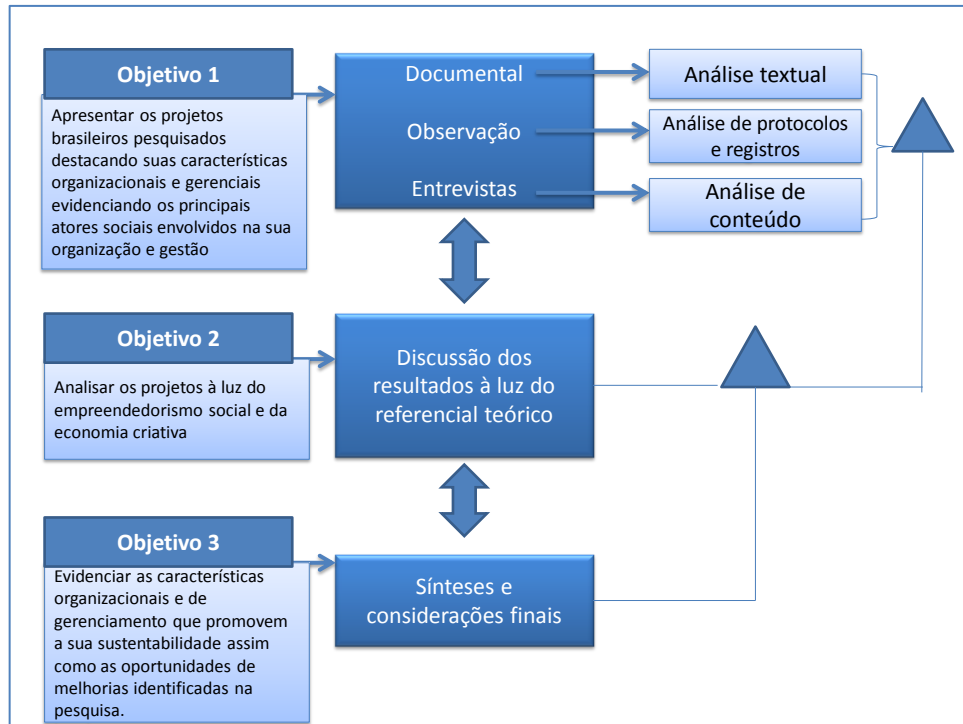 Objetivo 1
Apresentar os projetos
brasileiros pesquisados
destacando suas características
organizacionais e gerenciais
evidenciando os principais
atores sociais envolvidos na sua
organização e gestão
Documental
Observação
Entrevistas
Análise textual
Análise de protocolos
e registros
Análise de
conteúdo
Objetivo 2
Analisar os projetos à luz do
empreendedorismo social e da
economia criativa
Discussão dos
resultados à luz do
referencial teórico
Objetivo 3
Evidenciar as características
organizacionais e de
gerenciamento que promovem
a sua sustentabilidade assim
como as oportunidades de
melhorias identificadas na
pesquisa.
Sínteses e
considerações finais